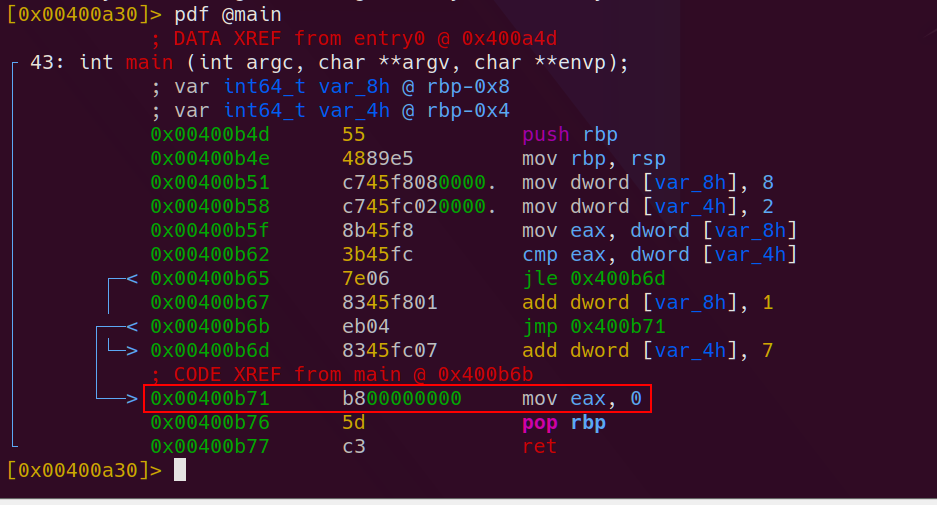 [0x00400a30]> pdf @main
; DATA XREF from entry0 @ 0x400a4d
43: int main (int argc, char **argv, char **envp);
; var int64_t var_8h @ rbp-0x8
; var int64_t var_4h @ rbp-0x4
0x00400b4d 55 push rbp
0x00400b4e 4889e5 mov rbp, rsp
0x00400b51 c745f8080000. mov dword [var_8h], 8
0x00400b58 c745fc020000. mov dword [var_4h], 2
0x00400b5f 8b45f8 mov eax, dword [var_8h]
0x00400b62 3b45fc cmp eax, dword [var_4h]
0x00400b65 7e06 jle 0x400b6d
0x00400b67 8345f801 add dword [var_8h], 1
0x00400b6b eb04 jmp 0x400b71
0x00400b6d 8345fc07 add dword [var_4h], 7
; CODE XREF from main @ 0x400b6b
0x00400b71 b800000000 mov eax, 0
0x00400b76 5d pop rbp
0x00400b77 c3 ret
[0x00400a30]>